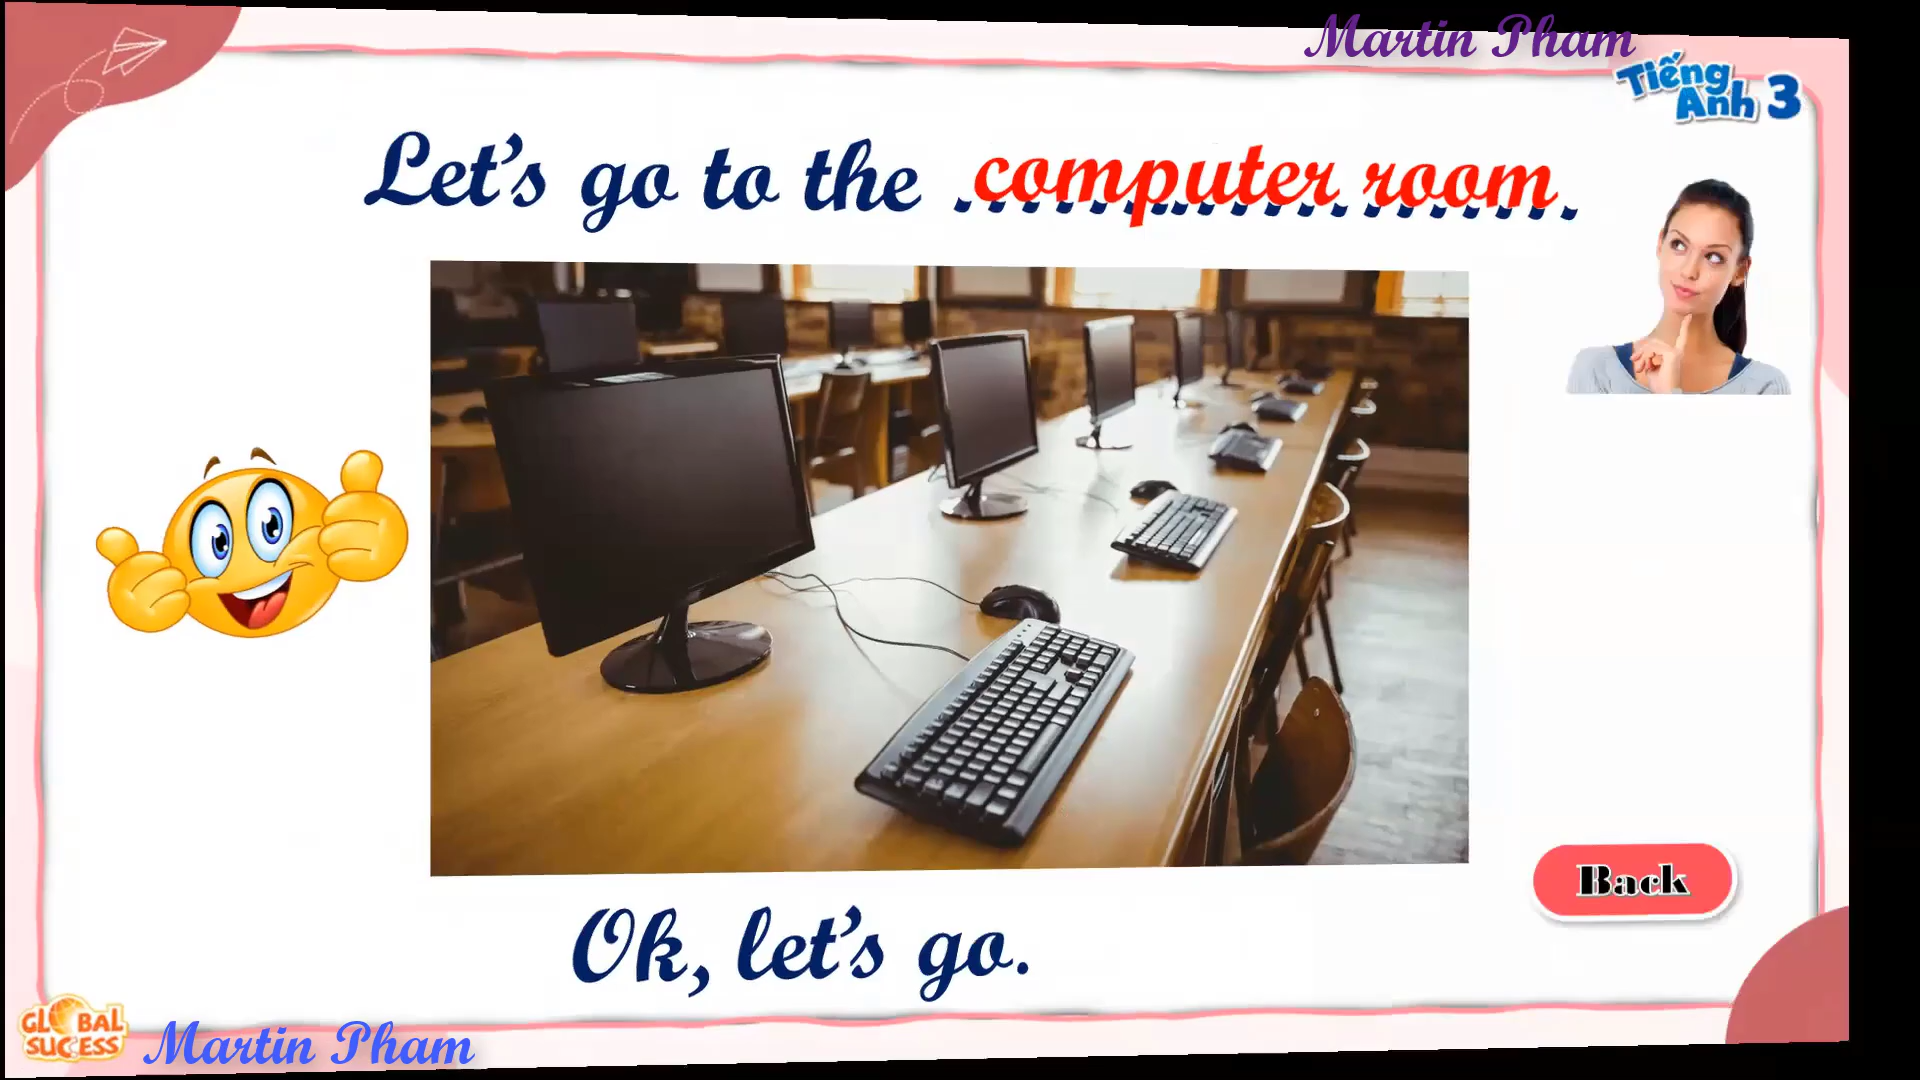 Martin Pham
Tiếng
Anh 3
Let's go to the computer room
Ok, let's go.
Back
GLOBAL
SUCCESS
Martin Pham